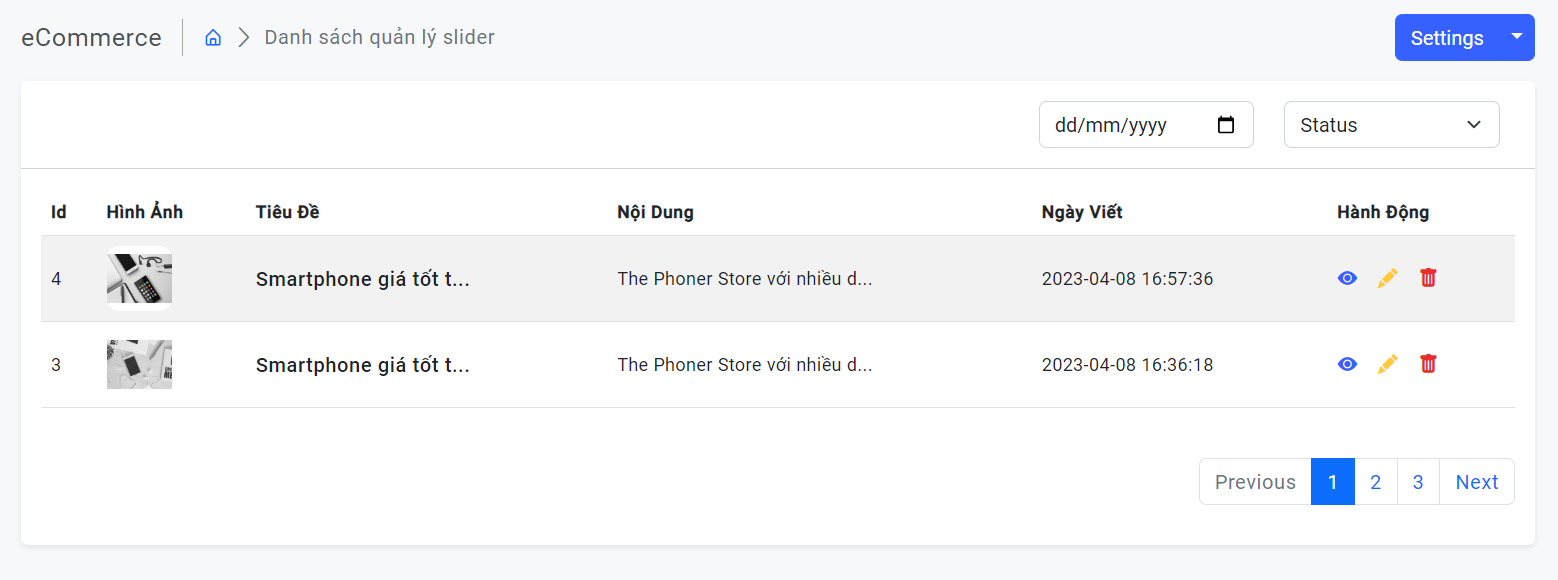 eCommerce
Danh sách quản lý slider
Settings
dd/mm/yyyy
Status
Id Hình Ảnh Tiêu Đề Nội Dung Ngày Viết Hành Động
4 Smartphone giá tốt t... The Phoner Store với nhiều d... 2023-04-08 16:57:36
3 Smartphone giá tốt t... The Phoner Store với nhiều d... 2023-04-08 16:36:18
Previous 1 2 3 Next